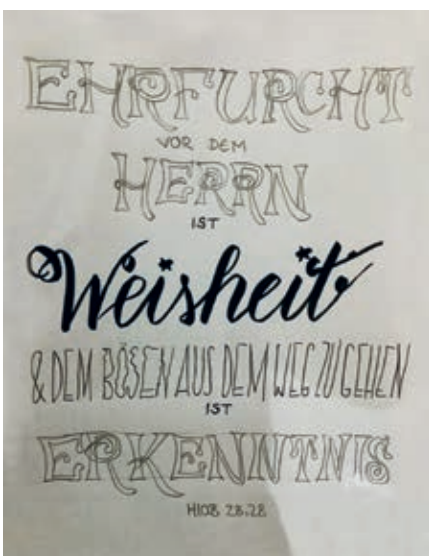 EHRFURCHT
VOR DEM
HERRN
IST
Weisheit
& DEM BÖSEN AUS DEM WEG ZU GEHEN
IST
ERKENNTNIS
HIOB 28.28